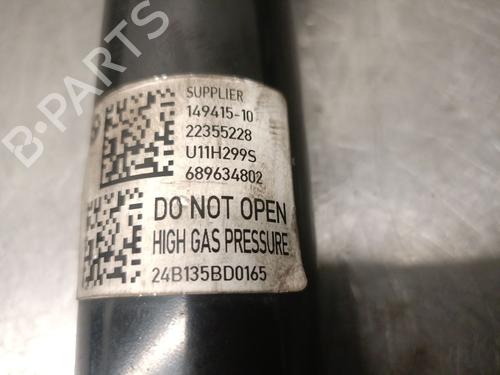 SUPPLIER
149415-10
22355228
U11H299S
689634802
DO NOT OPEN
HIGH GAS PRESSURE
24B135BD0165
B-PARTS